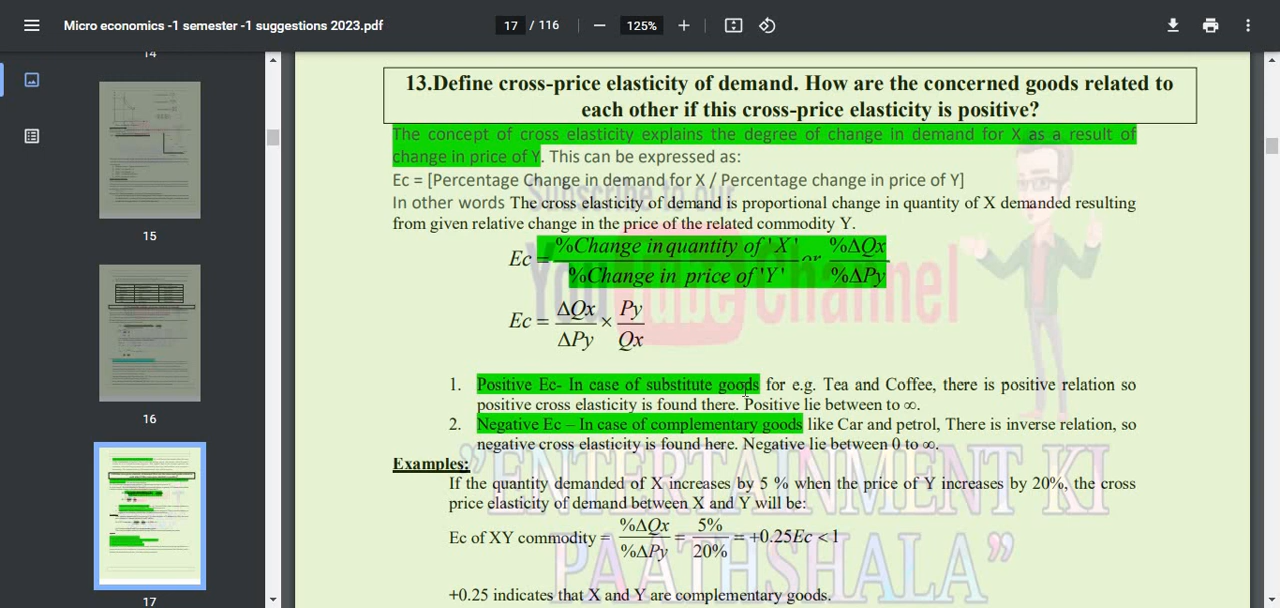 Micro economics -1 semester -1 suggestions 2023.pdf
17 / 116
125%
14
15
16
17
13.Define cross-price elasticity of demand. How are the concerned goods related to
each other if this cross-price elasticity is positive?
The concept of cross elasticity explains the degree of change in demand for X as a result of
change in price of Y. This can be expressed as:
Ec = [Percentage Change in demand for X / Percentage change in price of Y]
In other words The cross elasticity of demand is proportional change in quantity of X demanded resulting
from given relative change in the price of the related commodity Y.
Ec = %Change in quantity of 'X' / %Change in price of 'Y' or %ΔQx / %ΔPy
Ec = ΔQx / ΔPy × Py / Qx
1. Positive Ec- In case of substitute goods for e.g. Tea and Coffee, there is positive relation so
positive cross elasticity is found there. Positive lie between to ∞.
2. Negative Ec – In case of complementary goods like Car and petrol, There is inverse relation, so
negative cross elasticity is found here. Negative lie between 0 to ∞.
Examples:
If the quantity demanded of X increases by 5 % when the price of Y increases by 20%, the cross
price elasticity of demand between X and Y will be:
Ec of XY commodity = %ΔQx / %ΔPy = 5% / 20% = +0.25Ec < 1
+0.25 indicates that X and Y are complementary goods.
Subscribe to our
YouTube Channel
"ENTERTAINMENT KI
PAATHSHALA"